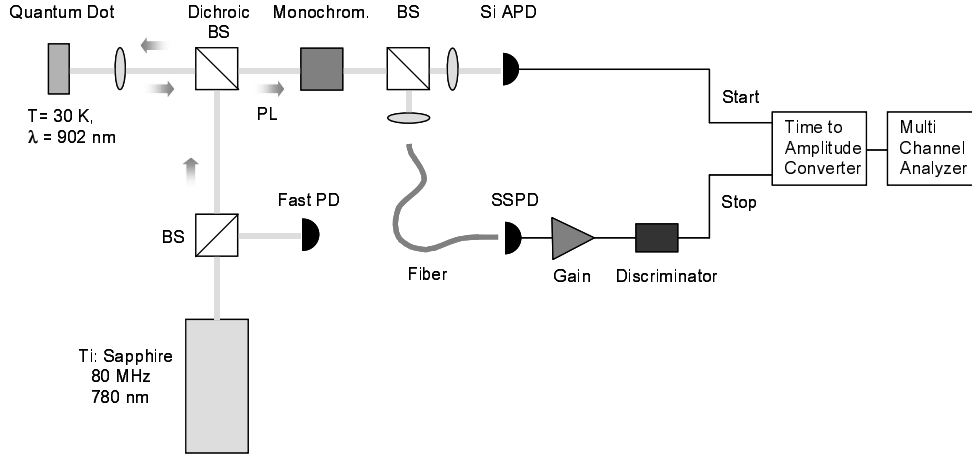 Quantum Dot
Dichroic
BS
Monochrom.
BS
Si APD
T= 30 K,
λ = 902 nm
PL
Start
Time to
Amplitude
Converter
Multi
Channel
Analyzer
Stop
BS
Fast PD
SSPD
Fiber
Gain
Discriminator
Ti: Sapphire
80 MHz
780 nm